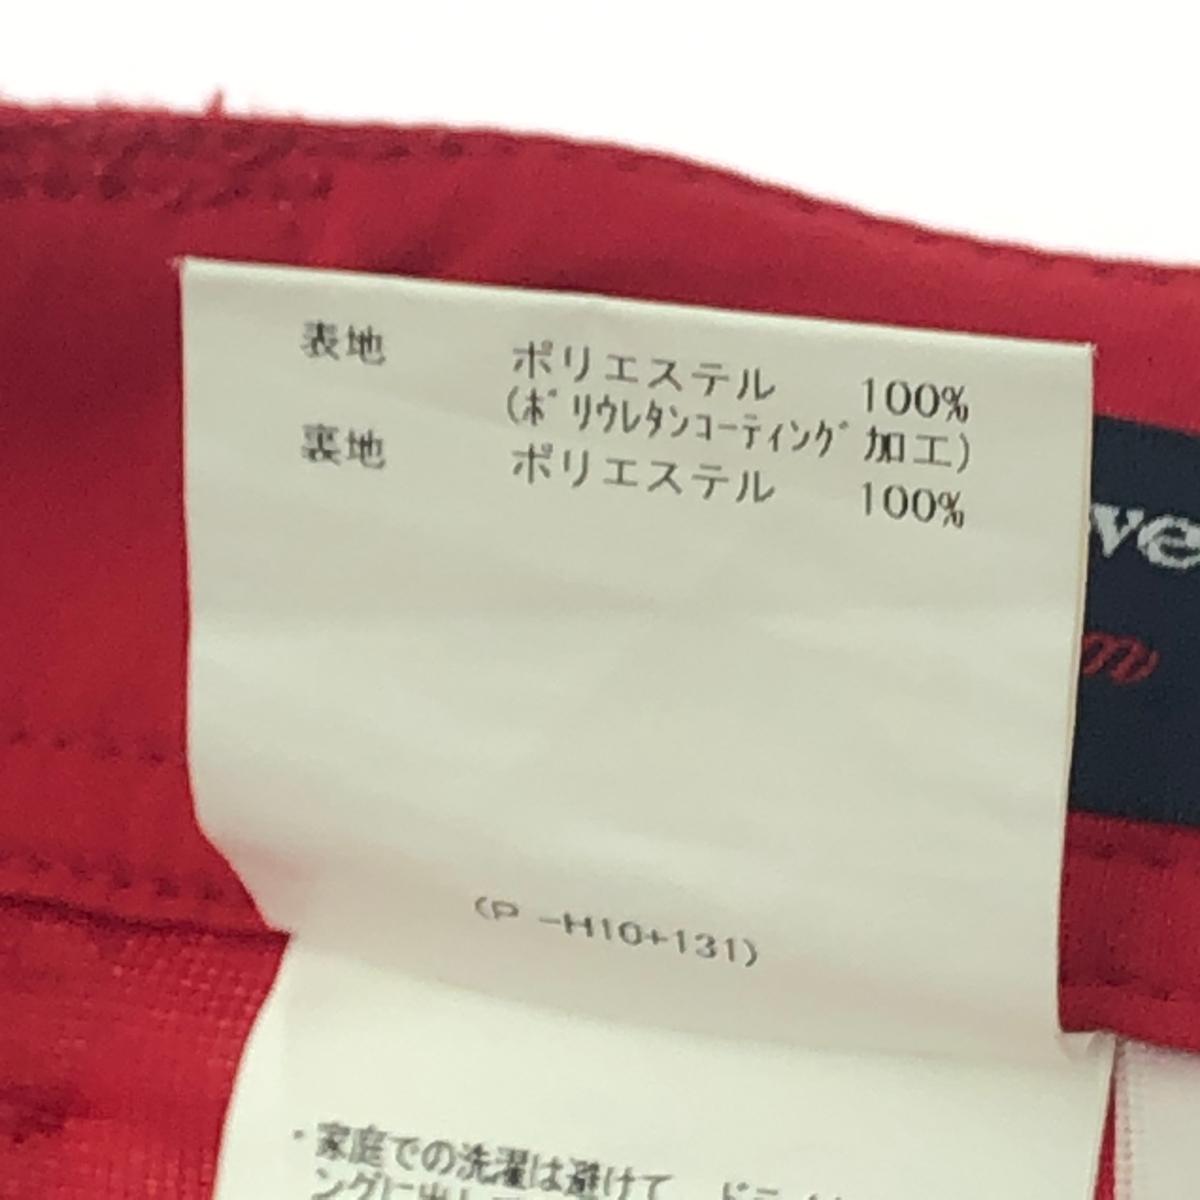 表地 ポリエステル 100%
(ポリウレタンコーティング加工)
裏地 ポリエステル 100%
(P -H10+131)
・家庭での洗濯は避けて